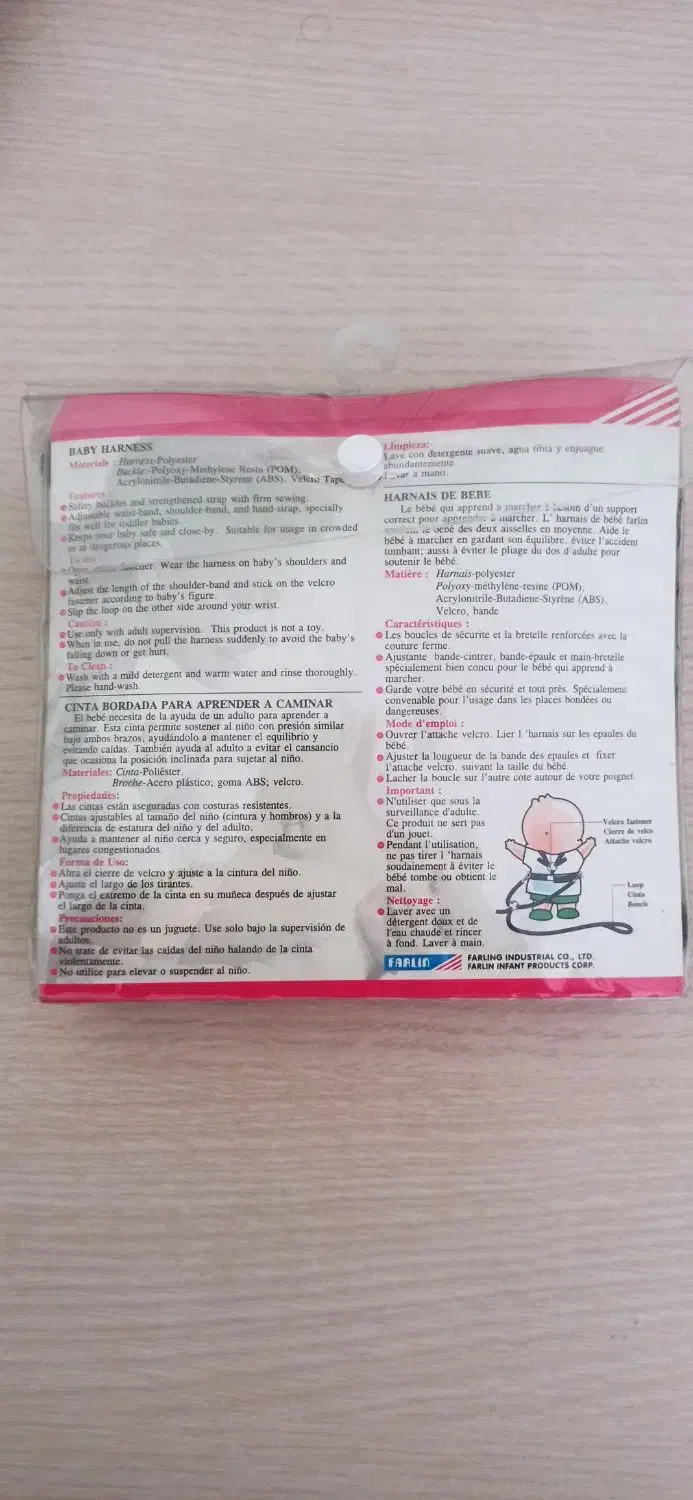 BABY HARNESS
Materials : Harness-Polyester
Buckle -Polyoxy-Methylene Resin (POM),
Acrylonitrile-Butadiene-Styrene (ABS), Velcro Tape
Features :
Safety buckles and strengthened strap with firm sewing.
Adjustable waist-band, shoulder-band, and hand-strap, specially
fits well for toddler babies.
Keeps your baby safe and close-by. Suitable for usage in crowded
or at dangerous places.
To use :
fastener. Wear the harness on baby's shoulders and
waist.
Adjust the length of the shoulder-band and stick on the velcro
fastener according to baby's figure.
Slip the loop on the other side around your wrist.
Caution :
Use only with adult supervision. This product is not a toy.
When in use, do not pull the harness suddenly to avoid the baby's
falling down or get hurt.
To Clean :
Wash with a mild detergent and warm water and rinse thoroughly.
Please hand-wash.
CINTA BORDADA PARA APRENDER A CAMINAR
El bebé necesita de la ayuda de un adulto para aprender a
caminar. Esta cinta permite sostener al niño con presión similar
bajo ambos brazos, ayudándolo a mantener el equilibrio y
evitando caídas. También ayuda al adulto a evitar el cansancio
que ocasiona la posición inclinada para sujetar al niño.
Materiales: Cinta-Poliéster.
Broche-Acero plástico; goma ABS; velcro.
Propiedades:
Las cintas están aseguradas con costuras resistentes.
Cintas ajustables al tamaño del niño (cintura y hombros) y a la
diferencia de estatura del niño y del adulto.
Ayuda a mantener al niño cerca y seguro, especialmente en
lugares congestionados.
Forma de Uso:
Abra el cierre de velcro y ajuste a la cintura del niño.
Ajuste el largo de los tirantes.
Ponga el extremo de la cinta en su muñeca después de ajustar
el largo de la cinta.
Precauciones:
Este producto no es un juguete. Use solo bajo la supervisión de
adultos.
No trate de evitar las caídas del niño halando de la cinta
violentamente.
No utilice para elevar o suspender al niño.
Limpieza:
Lave con detergente suave, agua tibia y enjuague
abundantemente.
Lavar a mano.
HARNAIS DE BEBE
Le bébé qui apprend a marcher à besoin d'un support
correct pour apprendre à marcher. L' harnais de bébé farlin
le bébé des deux aisselles en moyenne. Aide le
bébé à marcher en gardant son équilibre, éviter l'accident
tombant; aussi à éviter le pliage du dos d'adulte pour
soutenir le bébé.
Matière : Harnais-polyester
Polyoxy-méthylène-resine (POM),
Acrylonitrile-Butadiene-Styrène (ABS),
Velcro, bande
Caractéristiques :
Les boucles de sécurite et la bretelle renforcées avec la
couture ferme.
Ajustante bande-cintrer, bande-épaule et main-bretelle
spécialement bien conçu pour le bébé qui apprend à
marcher.
Garde votre bébé en sécurité et tout près. Spécialement
convenable pour l'usage dans les places bondées ou
dangereuses.
Mode d'emploi :
Ouvrer l'attache velcro. Lier l 'harnais sur les epaules du
bébé.
Ajuster la longueur de la bande des epaules et fixer
l'attache velcro, suivant la taille du bébé.
Lacher la boucle sur l'autre cote autour de votre poignet.
Important :
N'utiliser que sous la
surveillance d'adulte.
Ce produit ne sert pas
d'un jouet.
Pendant l'utilisation,
ne pas tirer l 'harnais
soudainement à éviter le
bébé tombe ou obtient le
mal.
Nettoyage :
Laver avec un
détergent doux et de
l'eau chaude et rincer
à fond. Laver à main.
Velcro fastener
Cierre de velco
Attache velcrs
Loop
Cinta
Boucle
FARLIN
FARLING INDUSTRIAL CO., LTD.
FARLIN INFANT PRODUCTS CORP.